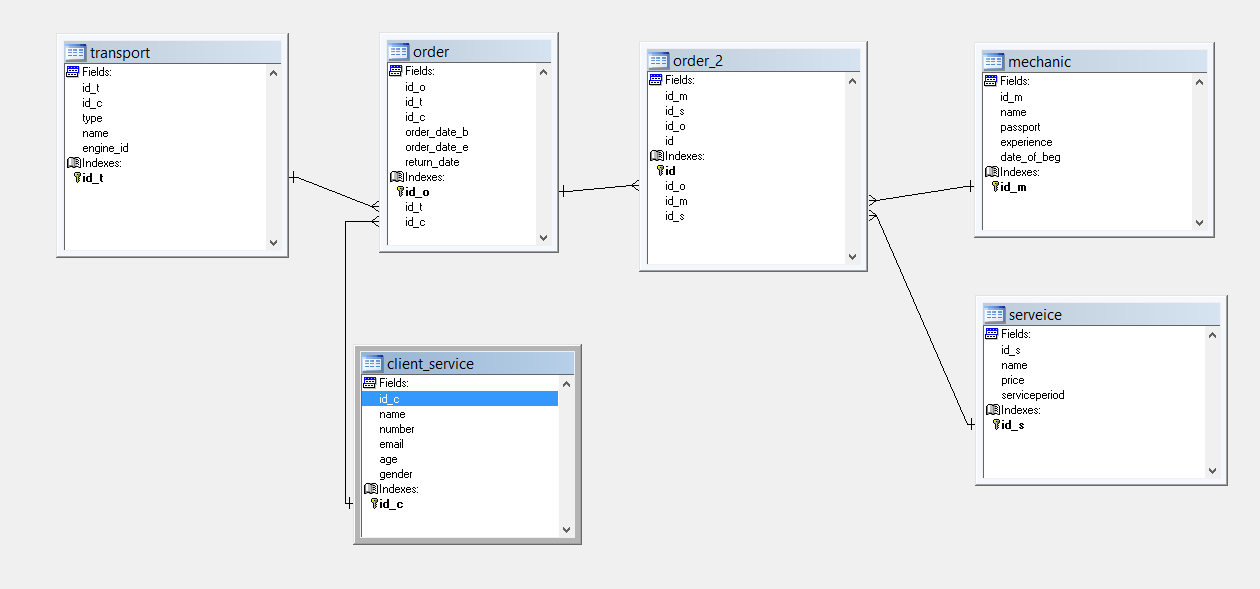 transport
Fields:
id_t
id_c
type
name
engine_id
Indexes:
id_t
order
Fields:
id_o
id_t
id_c
order_date_b
order_date_e
return_date
Indexes:
id_o
id_t
id_c
order_2
Fields:
id_m
id_s
id_o
id
Indexes:
id
id_o
id_m
id_s
mechanic
Fields:
id_m
name
passport
experience
date_of_beg
Indexes:
id_m
client_service
Fields:
id_c
name
number
email
age
gender
Indexes:
id_c
serveice
Fields:
id_s
name
price
serviceperiod
Indexes:
id_s